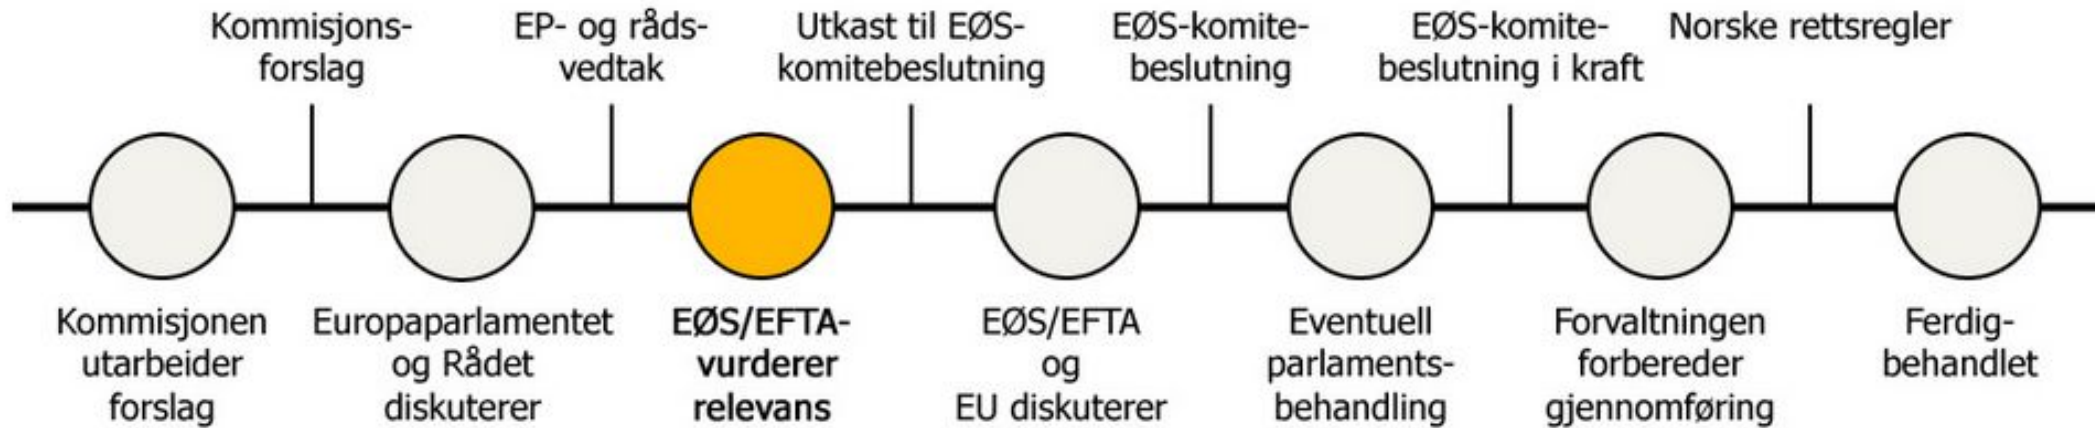 Kommisjons-
forslag
EP- og råds-
vedtak
Utkast til EØS-
komitebeslutning
EØS-komite-
beslutning
EØS-komite-
beslutning i kraft
Norske rettsregler
Kommisjonen
utarbeider
forslag
Europaparlamentet
og Rådet
diskuterer
EØS/EFTA-
vurderer
relevans
EØS/EFTA
og
EU diskuterer
Eventuell
parlaments-
behandling
Forvaltningen
forbereder
gjennomføring
Ferdig-
behandlet